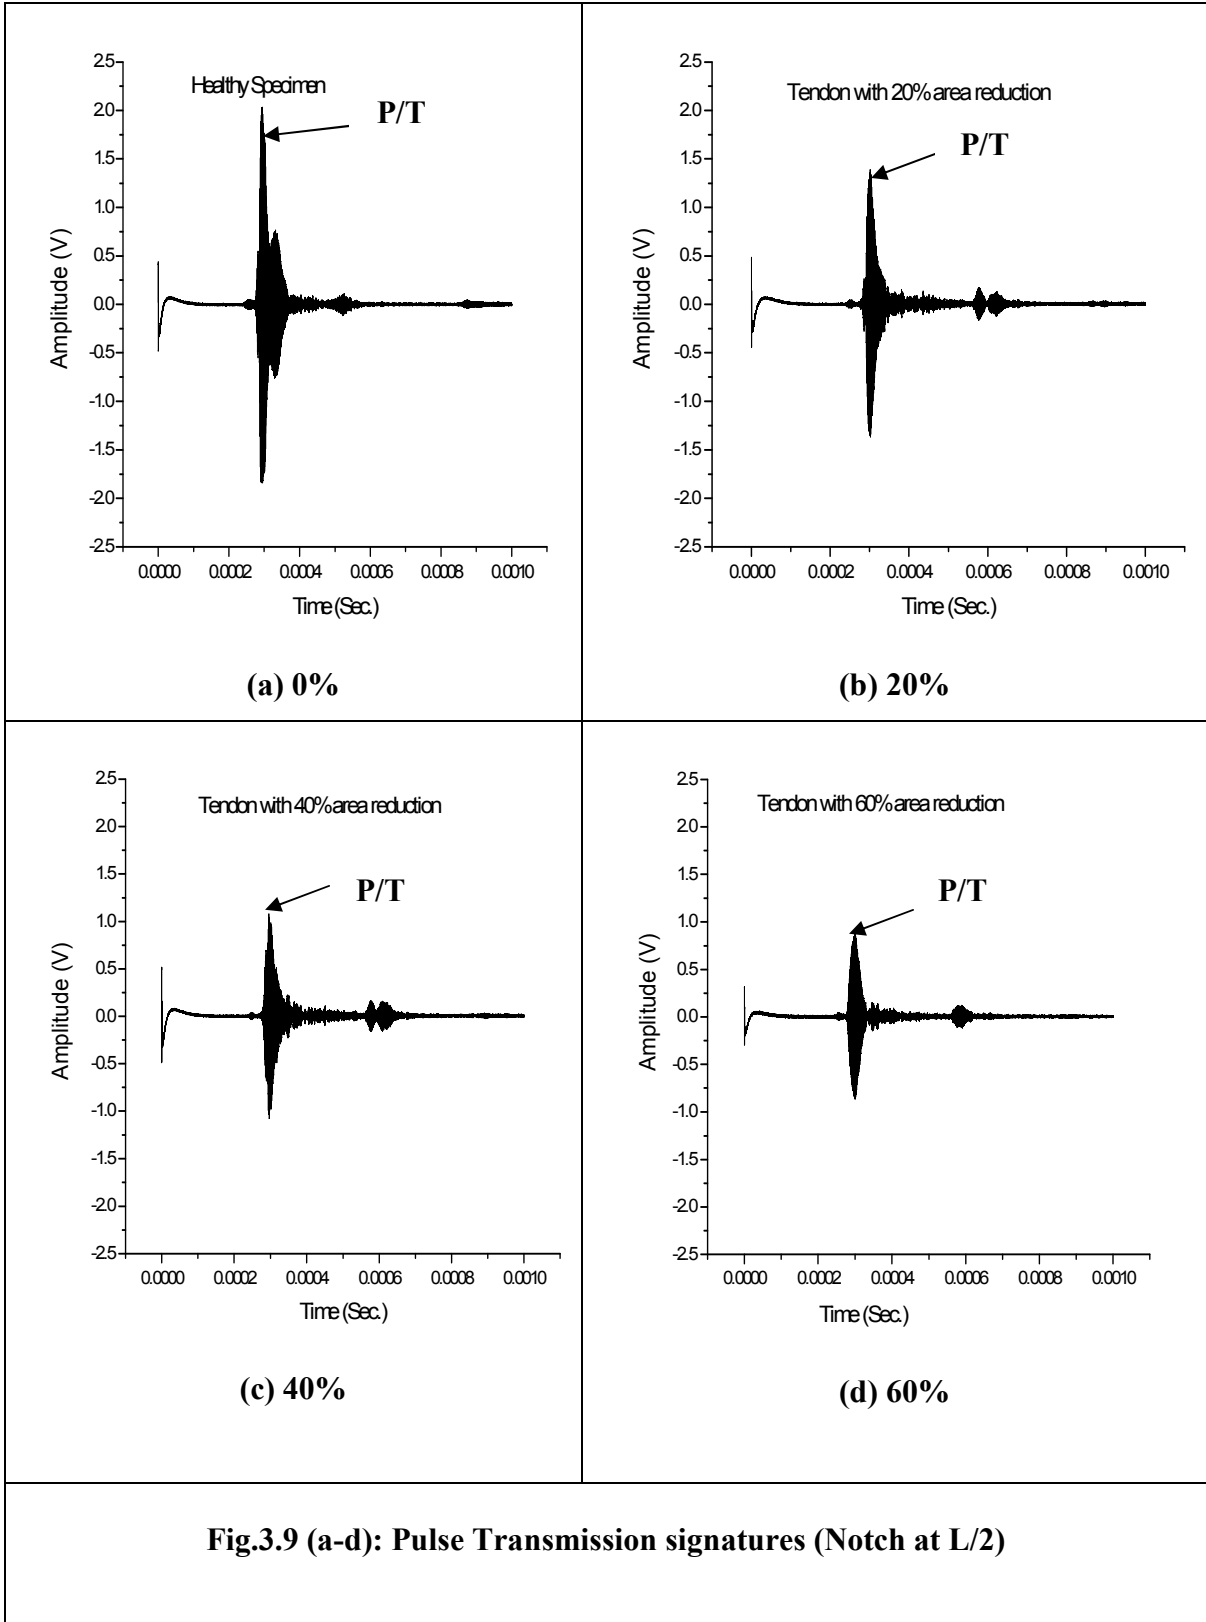 Healthy Specimen
P/T
Amplitude (V)
2.5
2.0
1.5
1.0
0.5
0.0
-0.5
-1.0
-1.5
-2.0
-2.5
0.0000 0.0002 0.0004 0.0006 0.0008 0.0010
Time (Sec.)
(a) 0%
Tendon with 20% area reduction
P/T
Amplitude (V)
2.5
2.0
1.5
1.0
0.5
0.0
-0.5
-1.0
-1.5
-2.0
-2.5
0.0000 0.0002 0.0004 0.0006 0.0008 0.0010
Time (Sec.)
(b) 20%
Tendon with 40% area reduction
P/T
Amplitude (V)
2.5
2.0
1.5
1.0
0.5
0.0
-0.5
-1.0
-1.5
-2.0
-2.5
0.0000 0.0002 0.0004 0.0006 0.0008 0.0010
Time (Sec.)
(c) 40%
Tendon with 60% area reduction
P/T
Amplitude (V)
2.5
2.0
1.5
1.0
0.5
0.0
-0.5
-1.0
-1.5
-2.0
-2.5
0.0000 0.0002 0.0004 0.0006 0.0008 0.0010
Time (Sec.)
(d) 60%
Fig.3.9 (a-d): Pulse Transmission signatures (Notch at L/2)